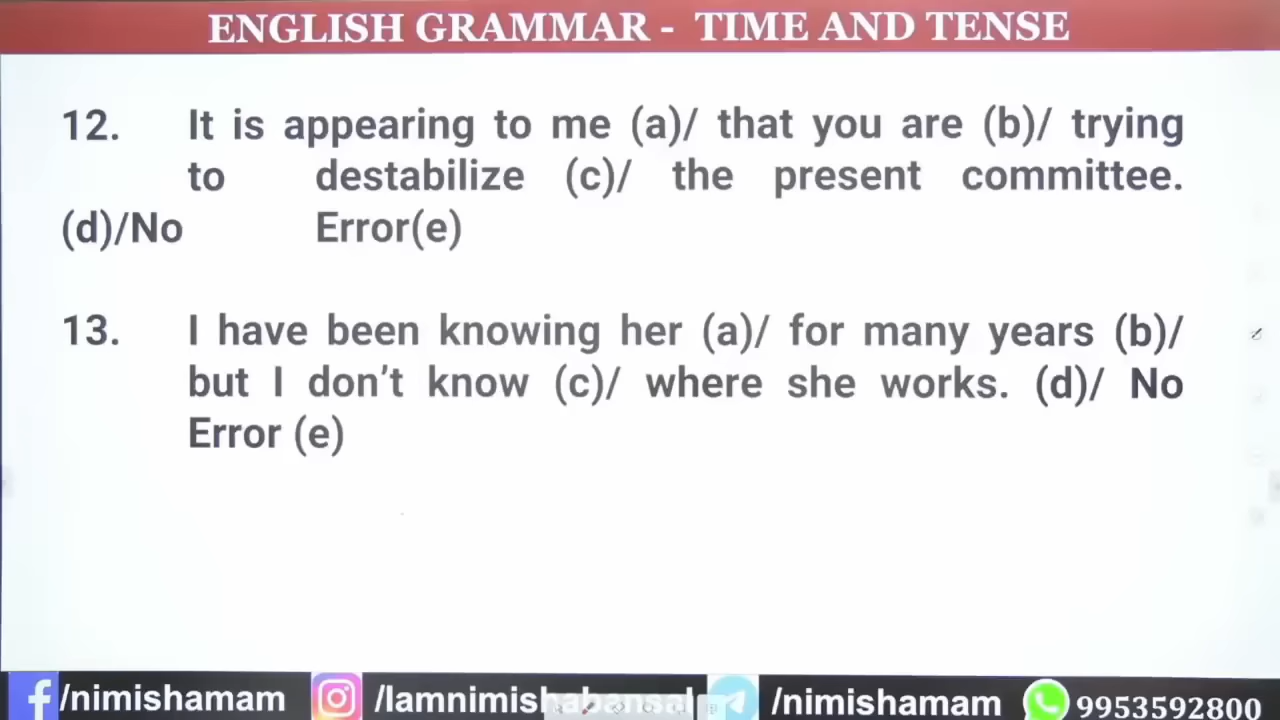 ENGLISH GRAMMAR - TIME AND TENSE
12. It is appearing to me (a)/ that you are (b)/ trying
to destabilize (c)/ the present committee.
(d)/No Error(e)
13. I have been knowing her (a)/ for many years (b)/
but I don't know (c)/ where she works. (d)/ No
Error (e)
/nimishamam /Iamnimishabansal /nimishamam 9953592800